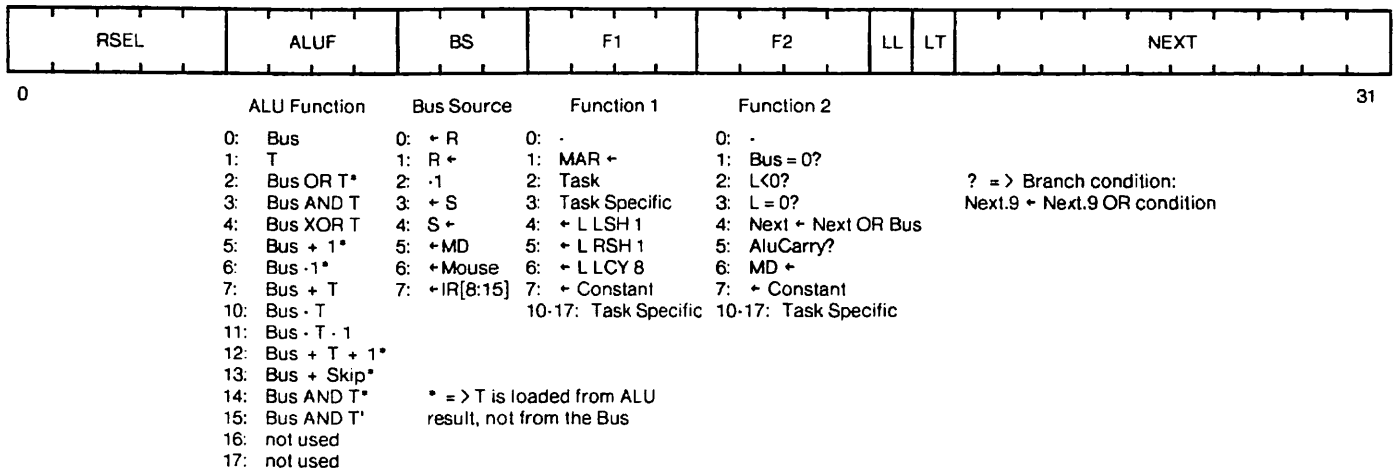 RSEL ALUF BS F1 F2 LL LT NEXT
0 31
ALU Function Bus Source Function 1 Function 2
0: Bus 0: ← R 0: - 0: -
1: T 1: R ← 1: MAR ← 1: Bus = 0?
2: Bus OR T* 2: -1 2: Task 2: L<0? ? = > Branch condition:
3: Bus AND T 3: ← S 3: Task Specific 3: L = 0? Next.9 ← Next.9 OR condition
4: Bus XOR T 4: S ← 4: ← L LSH 1 4: Next ← Next OR Bus
5: Bus + 1* 5: ←MD 5: ← L RSH 1 5: AluCarry?
6: Bus -1* 6: ←Mouse 6: ← L LCY 8 6: MD ←
7: Bus + T 7: ←IR[8:15] 7: ← Constant 7: ← Constant
10: Bus - T 10-17: Task Specific 10-17: Task Specific
11: Bus - T - 1
12: Bus + T + 1*
13: Bus + Skip*
14: Bus AND T* * = > T is loaded from ALU
15: Bus AND T' result, not from the Bus
16: not used
17: not used